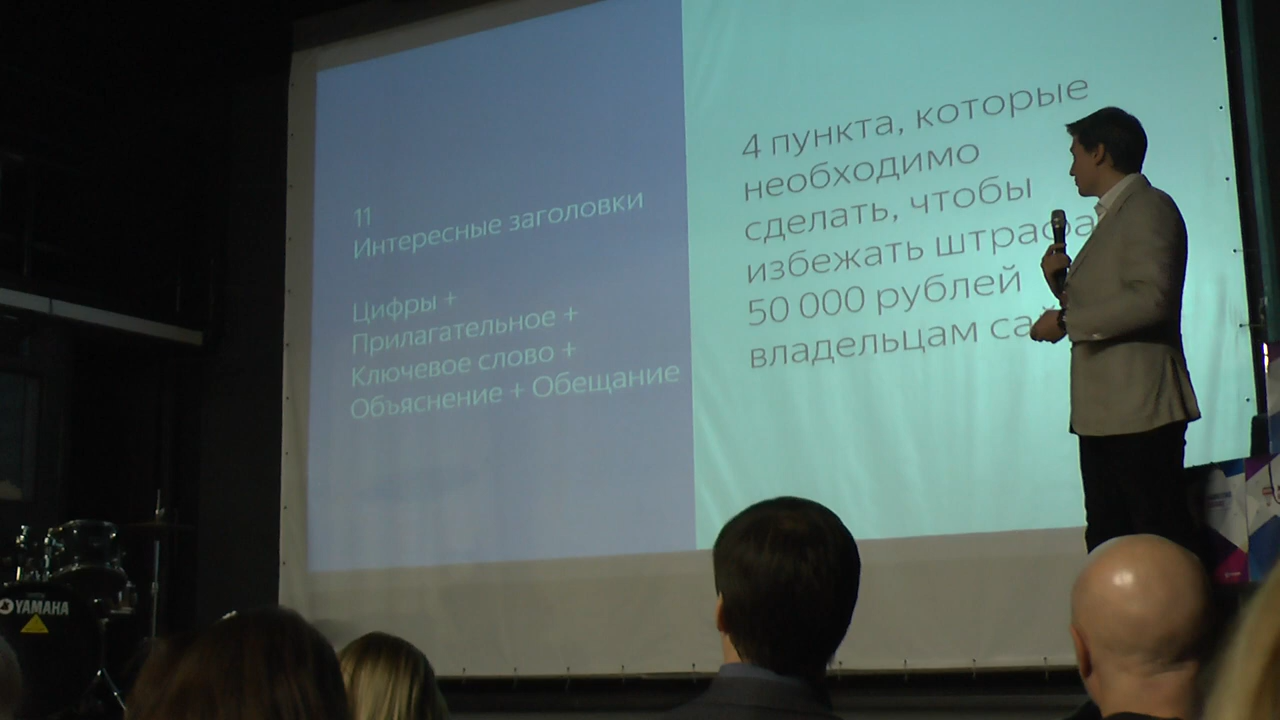 11
Интересные заголовки
Цифры +
Прилагательное +
Ключевое слово +
Объяснение + Обещание
4 пункта, которые
необходимо
сделать, чтобы
избежать штрафа
50 000 рублей
владельцам
YAMAHA